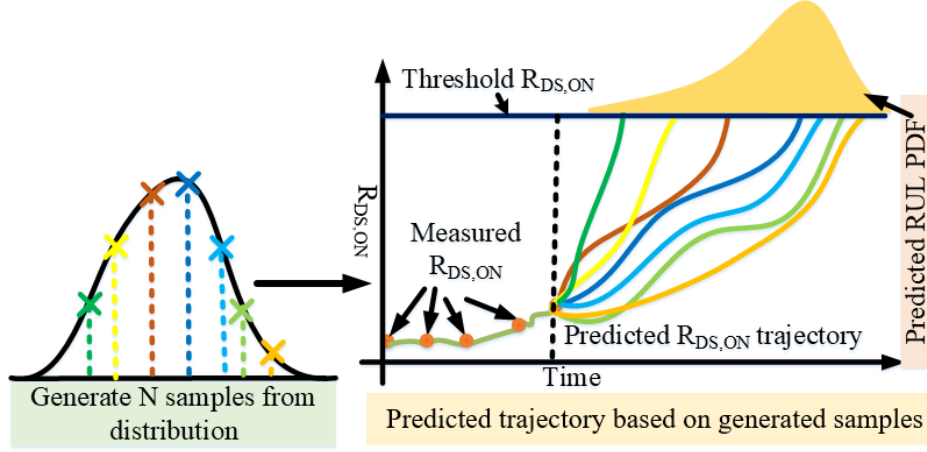 Threshold R_DS,ON
R_DS,ON
Measured
R_DS,ON
Predicted RUL PDF
Predicted R_DS,ON trajectory
Time
Generate N samples from
distribution
Predicted trajectory based on generated samples